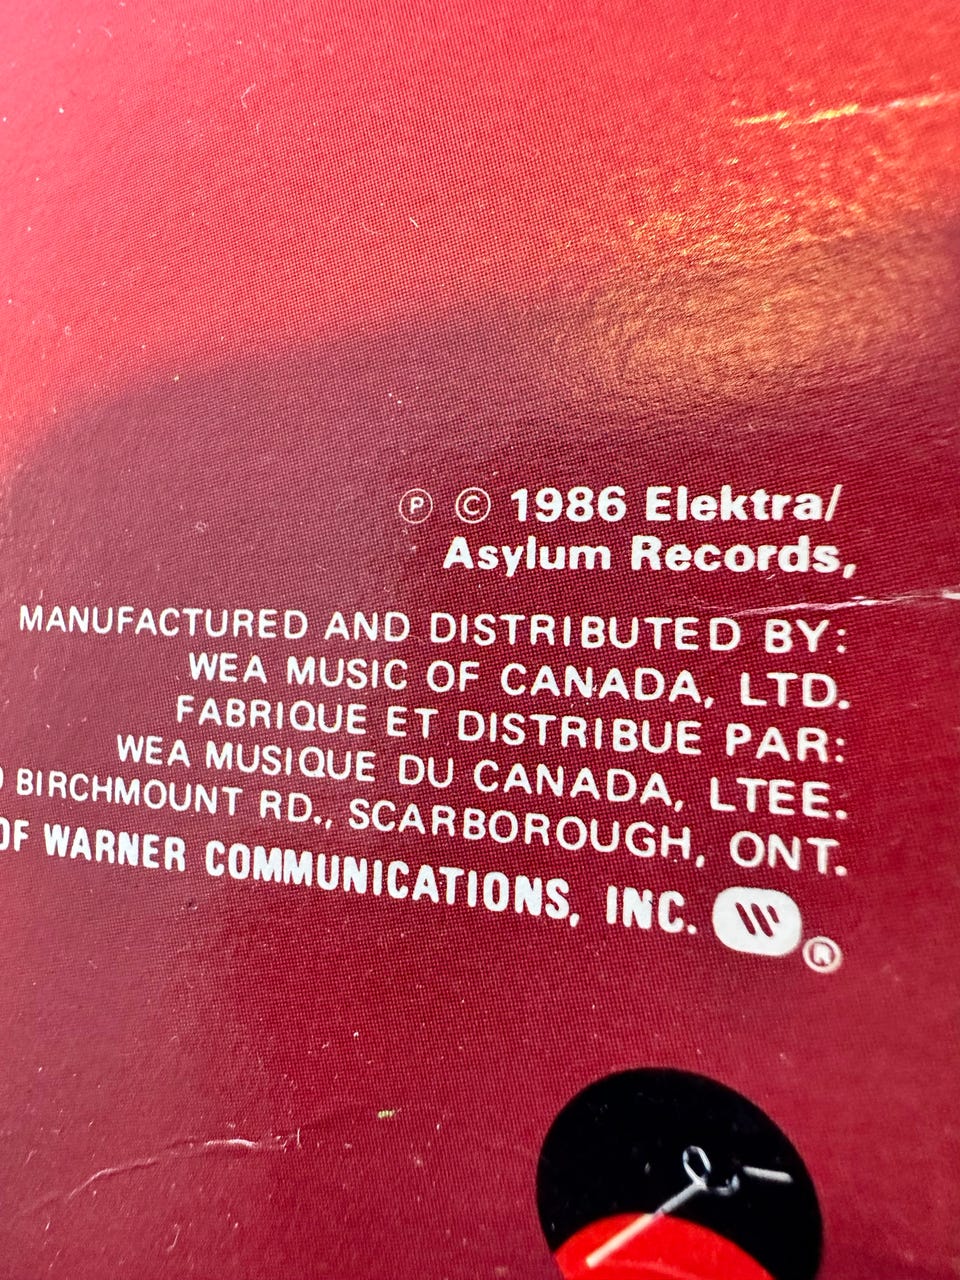 Ⓟ © 1986 Elektra/
Asylum Records,
MANUFACTURED AND DISTRIBUTED BY:
WEA MUSIC OF CANADA, LTD.
FABRIQUE ET DISTRIBUE PAR:
WEA MUSIQUE DU CANADA, LTEE.
BIRCHMOUNT RD., SCARBOROUGH, ONT.
OF WARNER COMMUNICATIONS, INC. W ®